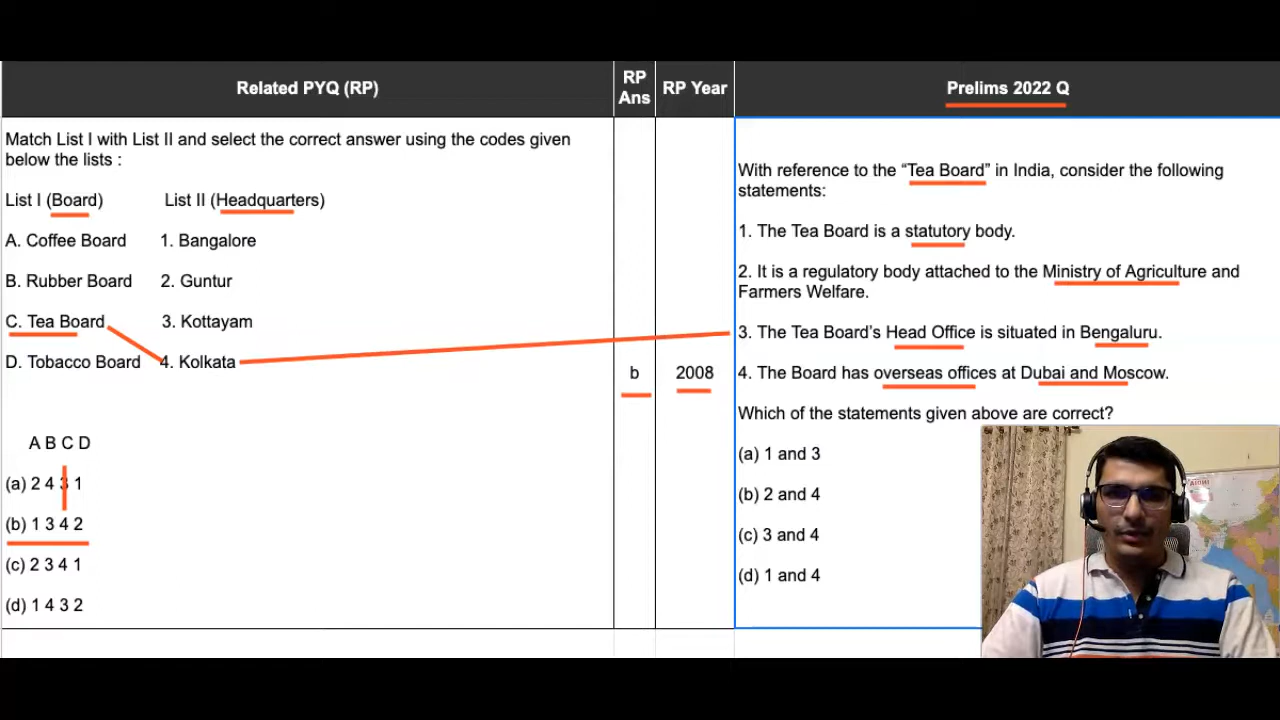 Related PYQ (RP)
RP
Ans
RP Year
Prelims 2022 Q
Match List I with List II and select the correct answer using the codes given
below the lists :
List I (Board) List II (Headquarters)
A. Coffee Board 1. Bangalore
B. Rubber Board 2. Guntur
C. Tea Board 3. Kottayam
D. Tobacco Board 4. Kolkata
A B C D
(a) 2 4 3 1
(b) 1 3 4 2
(c) 2 3 4 1
(d) 1 4 3 2
b
2008
With reference to the “Tea Board” in India, consider the following
statements:
1. The Tea Board is a statutory body.
2. It is a regulatory body attached to the Ministry of Agriculture and
Farmers Welfare.
3. The Tea Board’s Head Office is situated in Bengaluru.
4. The Board has overseas offices at Dubai and Moscow.
Which of the statements given above are correct?
(a) 1 and 3
(b) 2 and 4
(c) 3 and 4
(d) 1 and 4